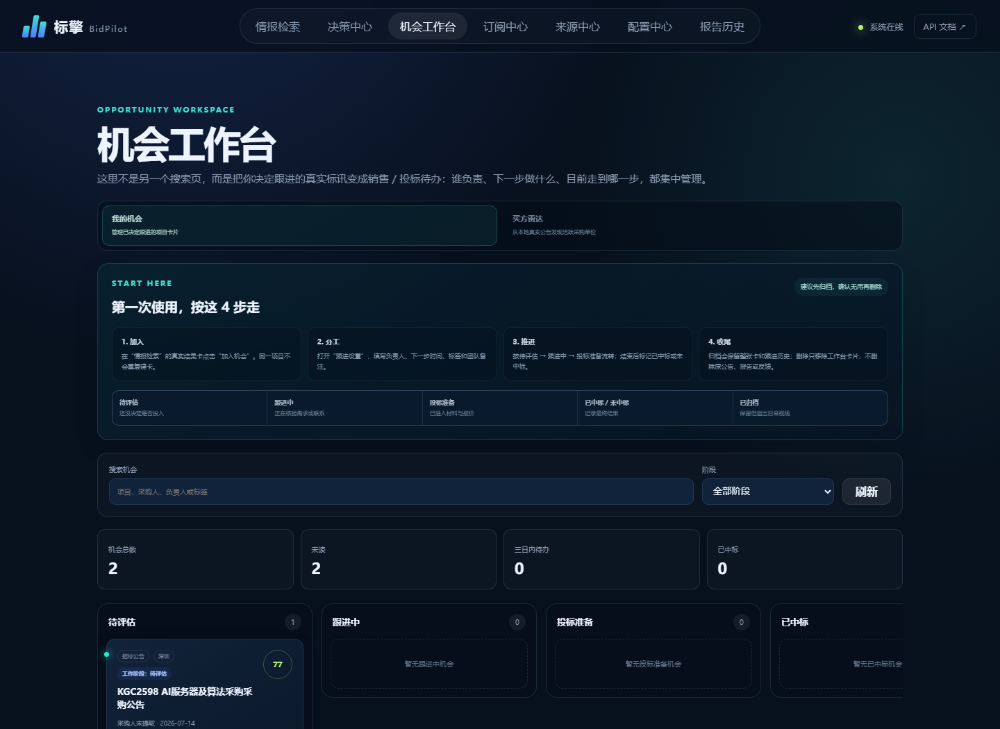 标擎 BidPilot
情报检索
决策中心
机会工作台
订阅中心
来源中心
配置中心
报告历史
系统在线
API 文档 ↗
OPPORTUNITY WORKSPACE
机会工作台
这里不是另一个搜索页，而是把你决定跟进的真实标讯变成销售 / 投标待办：谁负责、下一步做什么、目前走到哪一步，都集中管理。
我的机会
管理已决定跟进的项目卡片
买方雷达
从本地真实公告发现活跃采购单位
START HERE
建议先归档，确认无用再删除
第一次使用，按这 4 步走
1. 加入
在“情报检索”的真实结果卡点击“加入机会”。同一项目不
会重复建卡。
2. 分工
打开“跟进设置”，填写负责人、下一步时间、标签和团队备
注。
3. 推进
按待评估 → 跟进中 → 投标准备流转；结束后标记已中标或未
中标。
4. 收尾
归档会保留整张卡和跟进历史；删除只移除工作台卡片，不删
除原公告、报告或反馈。
待评估
还没决定是否投入
跟进中
正在核验需求或联系
投标准备
已进入材料与报价
已中标 / 未中标
记录最终结果
已归档
保留但退出日常视线
搜索机会
项目、采购人、负责人或标签
阶段
全部阶段
刷新
机会总数
2
未读
2
三日内待办
0
已中标
0
待评估 1
招标公告 深圳
77
工作阶段：待评估
KGC2598 AI服务器及算法采购采
购公告
采购人未提取 · 2026-07-14
跟进中 0
暂无跟进中机会
投标准备 0
暂无投标准备机会
已中标
暂无已中标机会